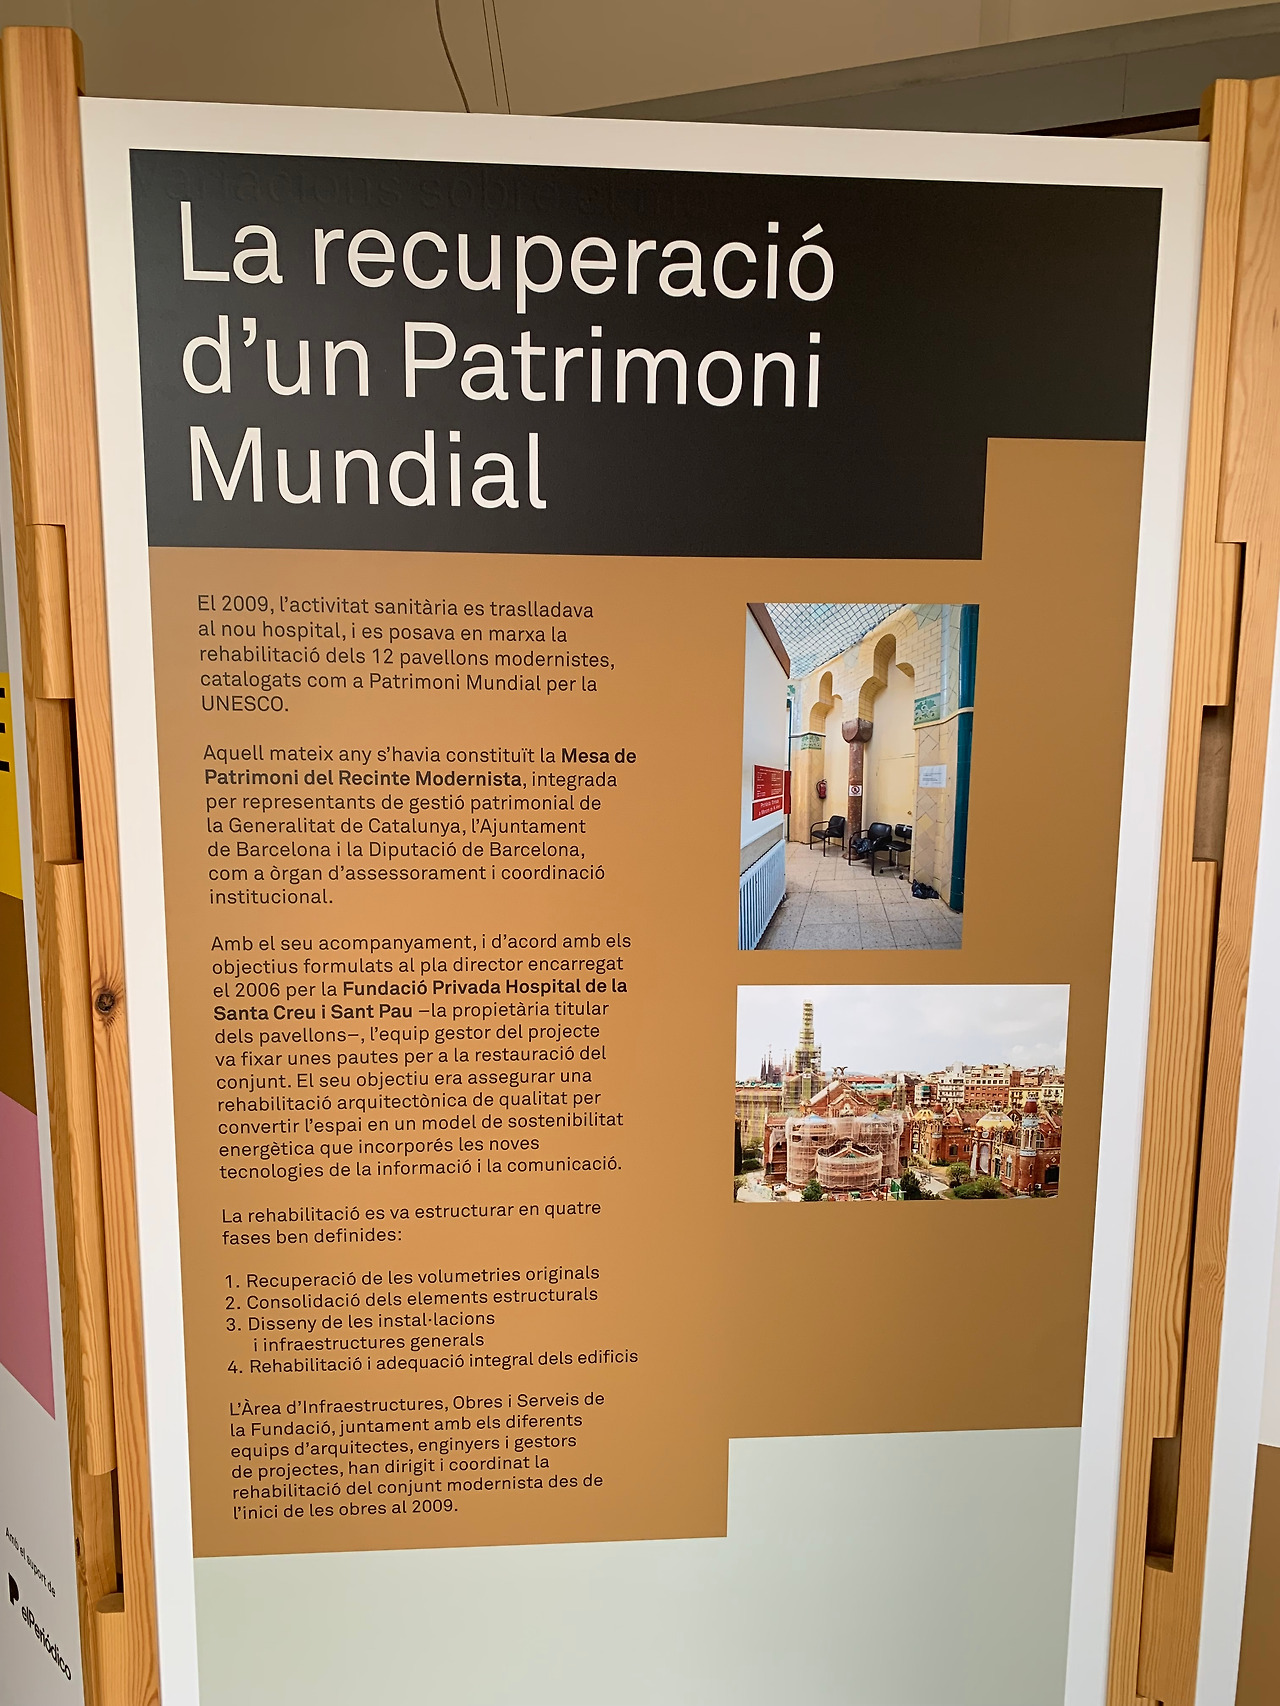 La recuperació
d'un Patrimoni
Mundial
El 2009, l'activitat sanitària es traslladava
al nou hospital, i es posava en marxa la
rehabilitació dels 12 pavellons modernistes,
catalogats com a Patrimoni Mundial per la
UNESCO.
Aquell mateix any s'havia constituït la Mesa de
Patrimoni del Recinte Modernista, integrada
per representants de gestió patrimonial de
la Generalitat de Catalunya, l'Ajuntament
de Barcelona i la Diputació de Barcelona,
com a òrgan d'assessorament i coordinació
institucional.
Amb el seu acompanyament, i d'acord amb els
objectius formulats al pla director encarregat
el 2006 per la Fundació Privada Hospital de la
Santa Creu i Sant Pau –la propietària titular
dels pavellons–, l'equip gestor del projecte
va fixar unes pautes per a la restauració del
conjunt. El seu objectiu era assegurar una
rehabilitació arquitectònica de qualitat per
convertir l'espai en un model de sostenibilitat
energètica que incorporés les noves
tecnologies de la informació i la comunicació.
La rehabilitació es va estructurar en quatre
fases ben definides:
1. Recuperació de les volumetries originals
2. Consolidació dels elements estructurals
3. Disseny de les instal·lacions
i infraestructures generals
4. Rehabilitació i adequació integral dels edificis
L'Àrea d'Infraestructures, Obres i Serveis de
la Fundació, juntament amb els diferents
equips d'arquitectes, enginyers i gestors
de projectes, han dirigit i coordinat la
rehabilitació del conjunt modernista des de
l'inici de les obres al 2009.
Amb el suport de
elPeriódico